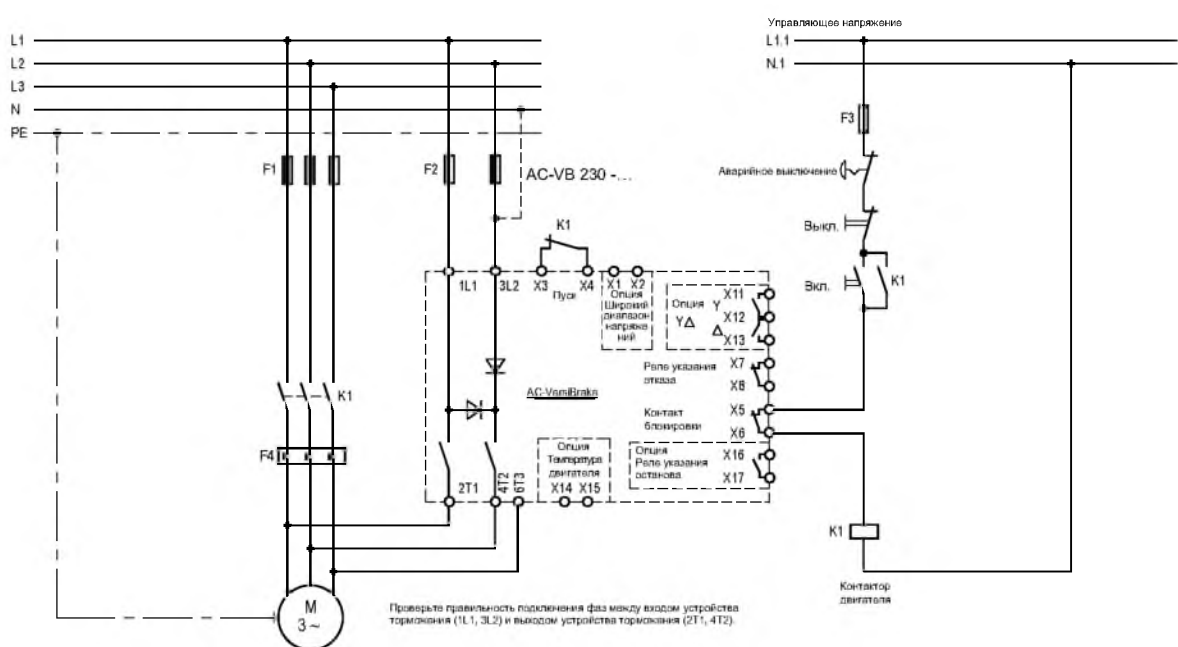 Управляющее напряжение
L1
L2
L3
N
PE
L1.1
N.1
F1
F2
AC-VB 230 -...
F3
Аварийное выключение
Выкл.
Вкл.
K1
K1
1L1
3L2
X3
X4
Пуск
X1
X2
Опция
Широкий
диапазон
напряже
ний
Опция
Y
YΔ
Δ
X11
X12
X13
Реле указания
отказа
X7
X8
AC-VersiBrake
Контакт
блокировки
X5
X6
Опция
Реле указания
останова
X16
X17
Опция
Температура
двигателя
X14 X15
2T1
4T2
6T3
K1
F4
K1
Контактор
двигателя
M
3 ~
Проверьте правильность подключения фаз между входом устройства
торможения (1L1, 3L2) и выходом устройства торможения (2T1, 4T2).